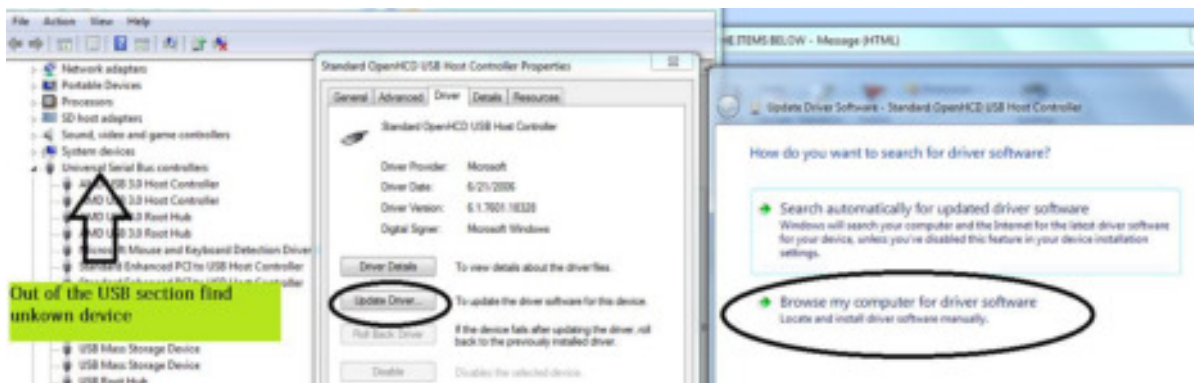 File Action View Help
Network adapters
Portable Devices
Processors
SD host adapters
Sound, video and game controllers
System devices
Universal Serial Bus controllers
USB 3.0 Host Controller
AMD USB 3.0 Host Controller
AMD USB 3.0 Root Hub
AMD USB 3.0 Root Hub
Microsoft Mouse and Keyboard Detection Driver
Standard Enhanced PCI to USB Host Controller
Out of the USB section find
unkown device
USB Mass Storage Device
USB Mass Storage Device
USB Root Hub
Standard OpenHCD USB Host Controller Properties
General Advanced Driver Details Resources
Standard OpenHCD USB Host Controller
Driver Provider: Microsoft
Driver Date: 6/21/2006
Driver Version: 6.1.7601.18328
Digital Signer: Microsoft Windows
Driver Details To view details about the driver files.
Update Driver... To update the driver software for this device.
Roll Back Driver If the device fails after updating the driver, roll
back to the previously installed driver.
Disable Disables the selected device.
ITEMS BELOW - Message (HTML)
Update Driver Software - Standard OpenHCD USB Host Controller
How do you want to search for driver software?
Search automatically for updated driver software
Windows will search your computer and the Internet for the latest driver software
for your device, unless you've disabled this feature in your device installation
settings.
Browse my computer for driver software
Locate and install driver software manually.